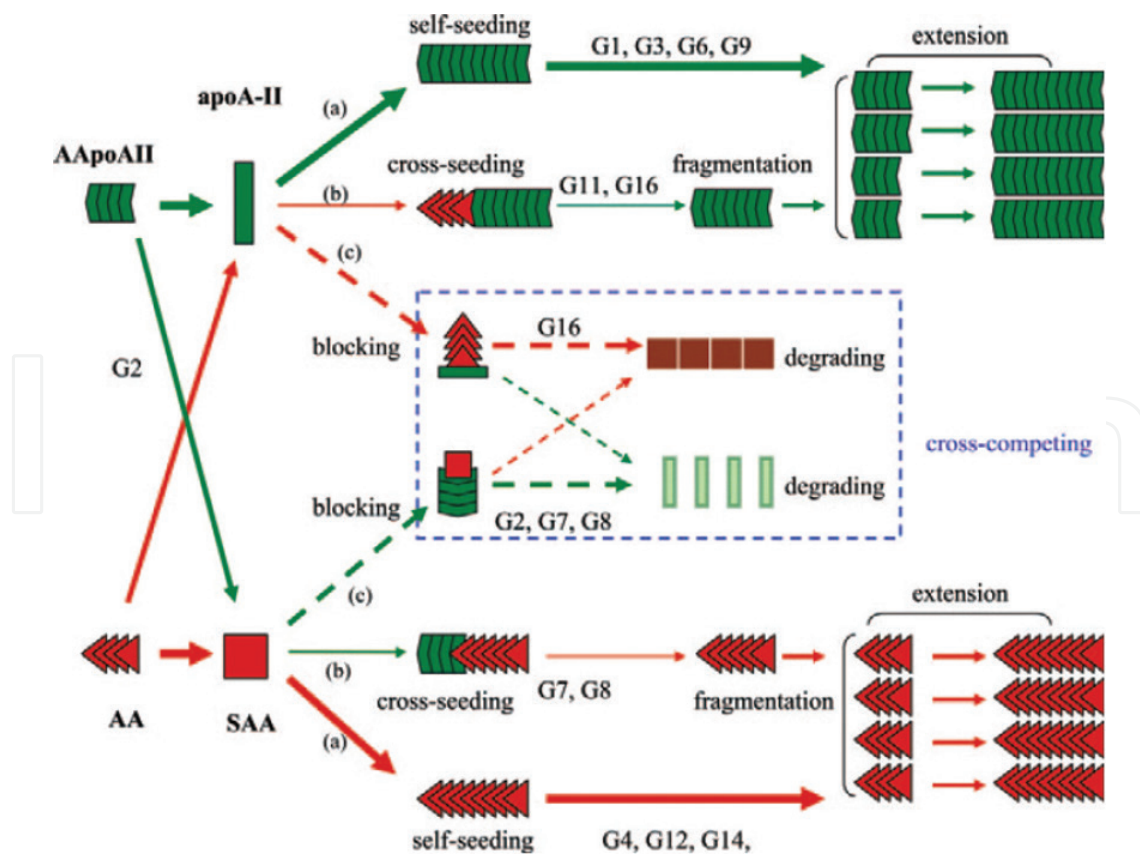 self-seeding
G1, G3, G6, G9
extension
apoA-II
(a)
AApoAII
cross-seeding
G11, G16
fragmentation
(b)
(c)
blocking
G16
degrading
G2
cross-competing
blocking
degrading
G2, G7, G8
(c)
extension
(b)
cross-seeding
G7, G8
fragmentation
AA
SAA
(a)
self-seeding
G4, G12, G14,